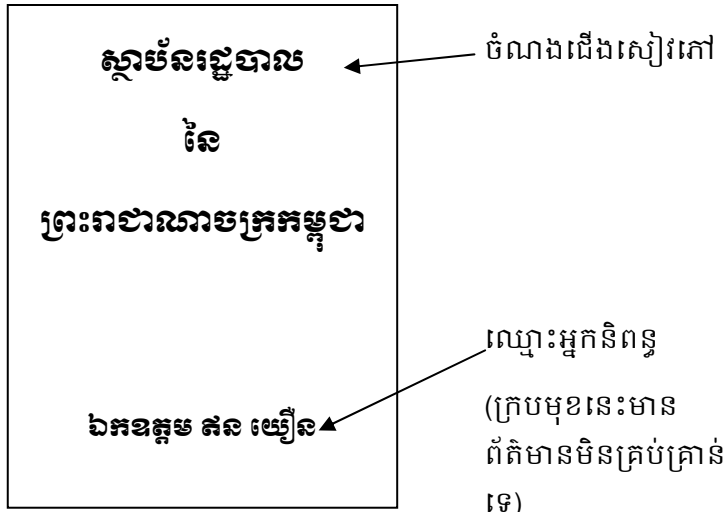 ស្ថាប័នរដ្ឋបាល
នៃ
ព្រះរាជាណាចក្រកម្ពុជា
ឯកឧត្តម ឥន យឿន
ចំណងជើងសៀវភៅ
ឈ្មោះអ្នកនិពន្ធ
(ក្របមុខនេះមាន
ព័ត៌មានមិនគ្រប់គ្រាន់
ទេ)